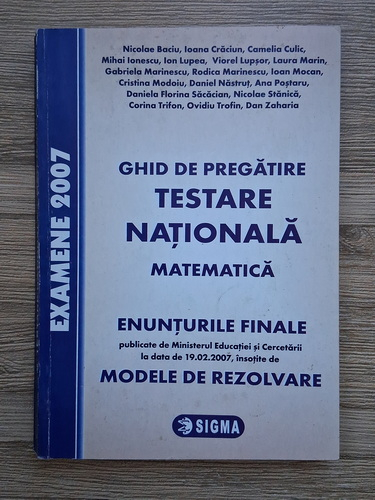 Nicolae Baciu, Ioana Crăciun, Camelia Culic,
Mihai Ionescu, Ion Lupea, Viorel Lupșor, Laura Marin,
Gabriela Marinescu, Rodica Marinescu, Ioan Mocan,
Cristina Modoiu, Daniel Năstruț, Ana Poștaru,
Daniela Florina Săcăcian, Nicolae Stănică,
Corina Trifon, Ovidiu Trofin, Dan Zaharia
EXAMENE 2007
GHID DE PREGĂTIRE
TESTARE
NAȚIONALĂ
MATEMATICĂ
ENUNȚURILE FINALE
publicate de Ministerul Educației și Cercetării
la data de 19.02.2007, însoțite de
MODELE DE REZOLVARE
SIGMA